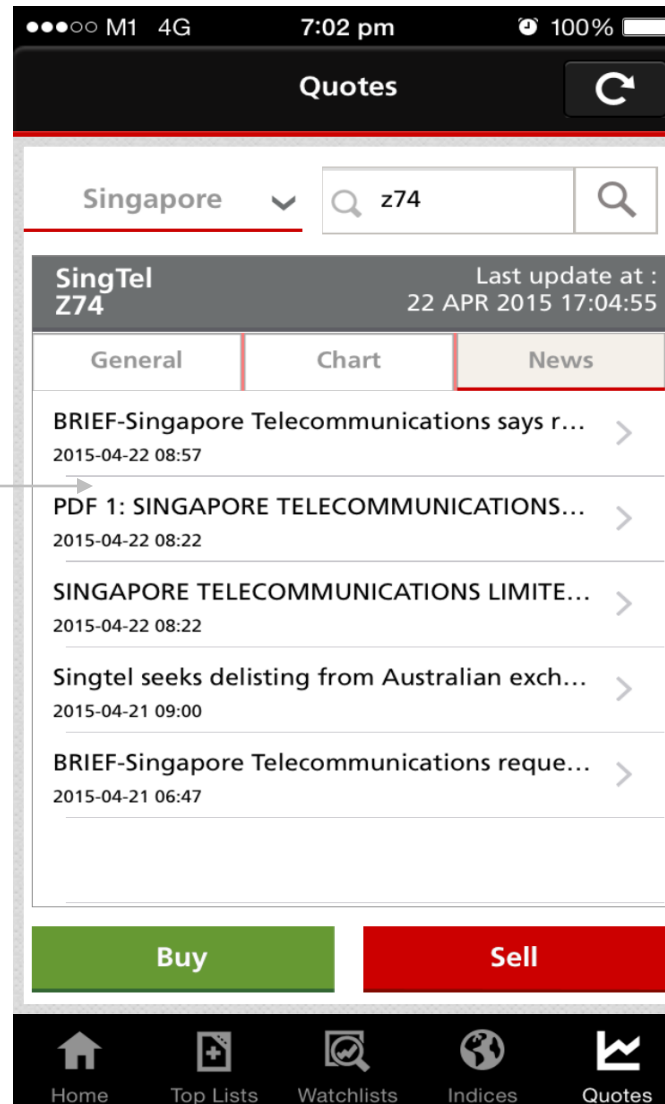 M1 4G 7:02 pm 100%
Quotes
Singapore z74
SingTel Last update at :
Z74 22 APR 2015 17:04:55
General Chart News
BRIEF-Singapore Telecommunications says r...
2015-04-22 08:57
PDF 1: SINGAPORE TELECOMMUNICATIONS...
2015-04-22 08:22
SINGAPORE TELECOMMUNICATIONS LIMITE...
2015-04-22 08:22
Singtel seeks delisting from Australian exch...
2015-04-21 09:00
BRIEF-Singapore Telecommunications reque...
2015-04-21 06:47
Buy Sell
Home Top Lists Watchlists Indices Quotes